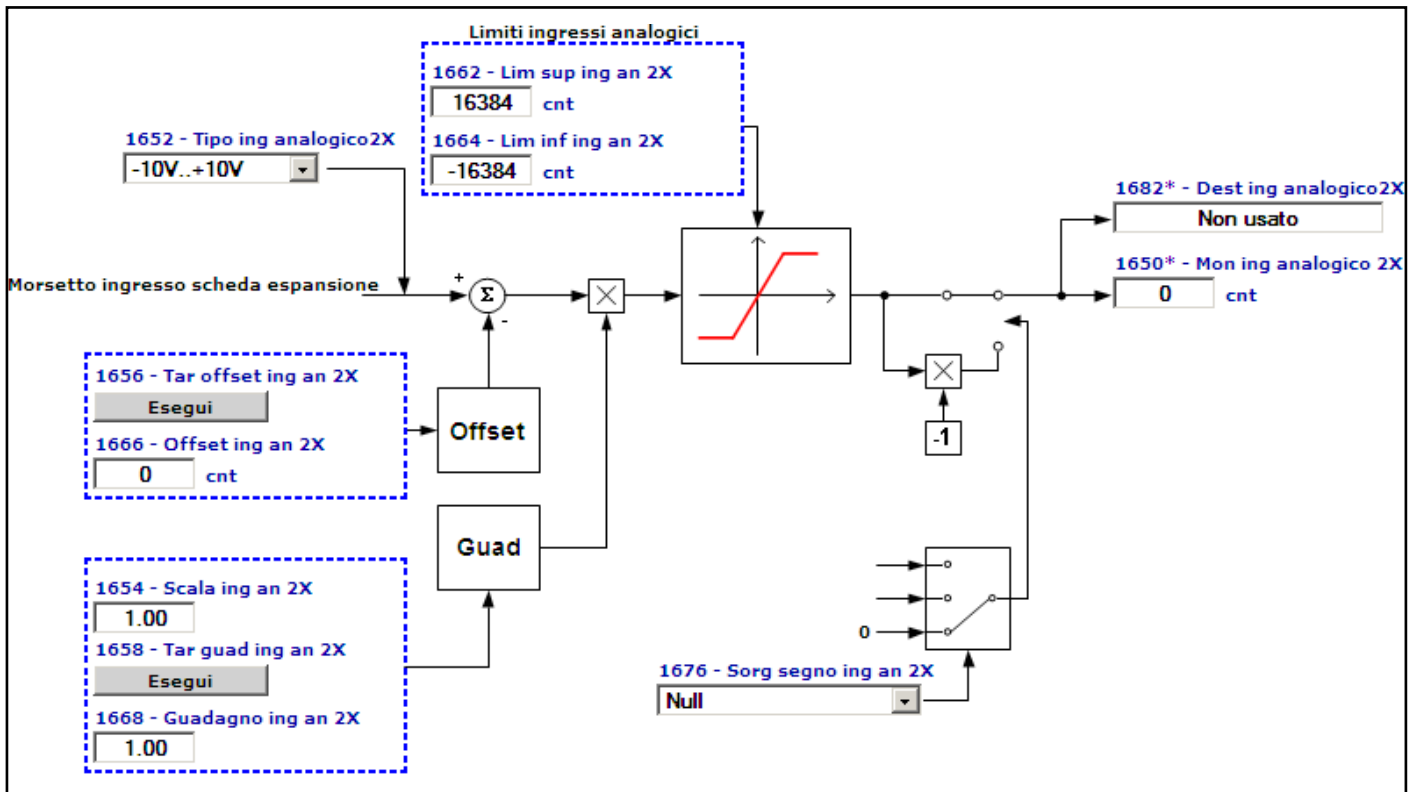 Limiti ingressi analogici
1662 - Lim sup ing an 2X
16384 cnt
1664 - Lim inf ing an 2X
-16384 cnt
1652 - Tipo ing analogico2X
-10V..+10V
1682* - Dest ing analogico2X
Non usato
1650* - Mon ing analogico 2X
0 cnt
Morsetto ingresso scheda espansione
+
Σ
-
1656 - Tar offset ing an 2X
Esegui
1666 - Offset ing an 2X
0 cnt
Offset
-1
Guad
1654 - Scala ing an 2X
1.00
1658 - Tar guad ing an 2X
Esegui
1668 - Guadagno ing an 2X
1.00
0
1676 - Sorg segno ing an 2X
Null